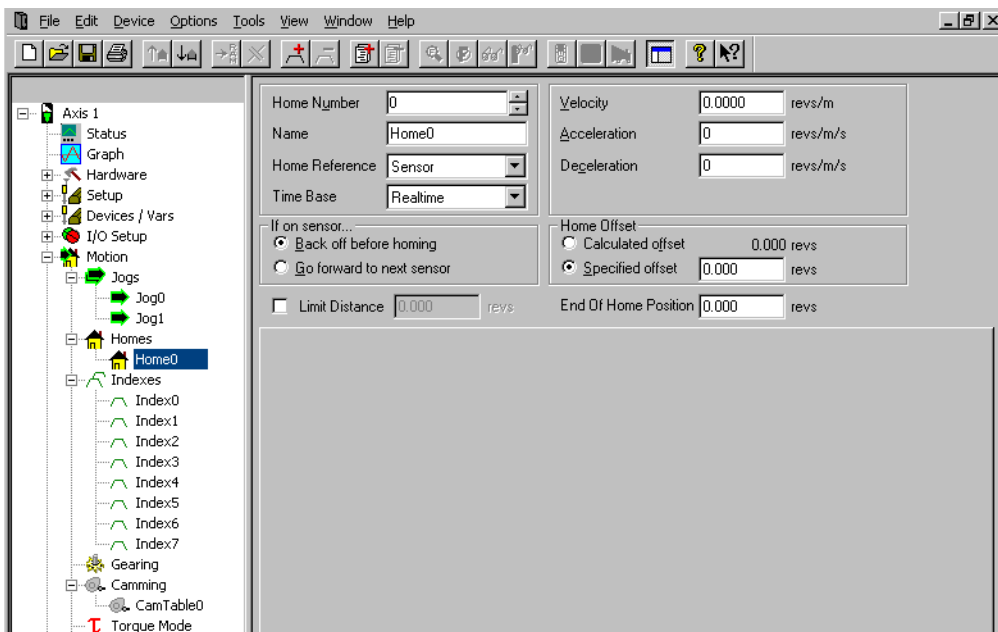 File Edit Device Options Tools View Window Help
Axis 1
Status
Graph
Hardware
Setup
Devices / Vars
I/O Setup
Motion
Jogs
Jog0
Jog1
Homes
Home0
Indexes
Index0
Index1
Index2
Index3
Index4
Index5
Index6
Index7
Gearing
Camming
CamTable0
Torque Mode
Home Number 0
Name Home0
Home Reference Sensor
Time Base Realtime
Velocity 0.0000 revs/m
Acceleration 0 revs/m/s
Deceleration 0 revs/m/s
If on sensor...
Back off before homing
Go forward to next sensor
Home Offset
Calculated offset 0.000 revs
Specified offset 0.000 revs
Limit Distance 0.000 revs
End Of Home Position 0.000 revs